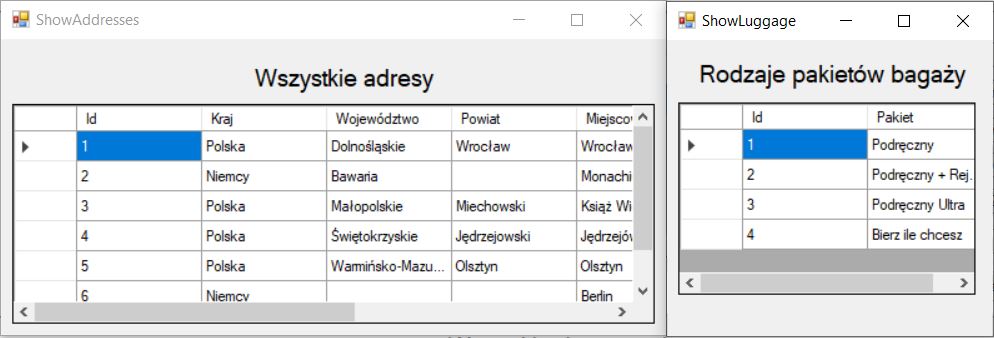 ShowAddresses
Wszystkie adresy
Id Kraj Województwo Powiat Miejscow
1 Polska Dolnośląskie Wrocław Wrocław
2 Niemcy Bawaria Monachi
3 Polska Małopolskie Miechowski Książ Wi
4 Polska Świętokrzyskie Jędrzejowski Jędrzejów
5 Polska Warmińsko-Mazu... Olsztyn Olsztyn
6 Niemcy Berlin
ShowLuggage
Rodzaje pakietów bagaży
Id Pakiet
1 Podręczny
2 Podręczny + Rej.
3 Podręczny Ultra
4 Bierz ile chcesz